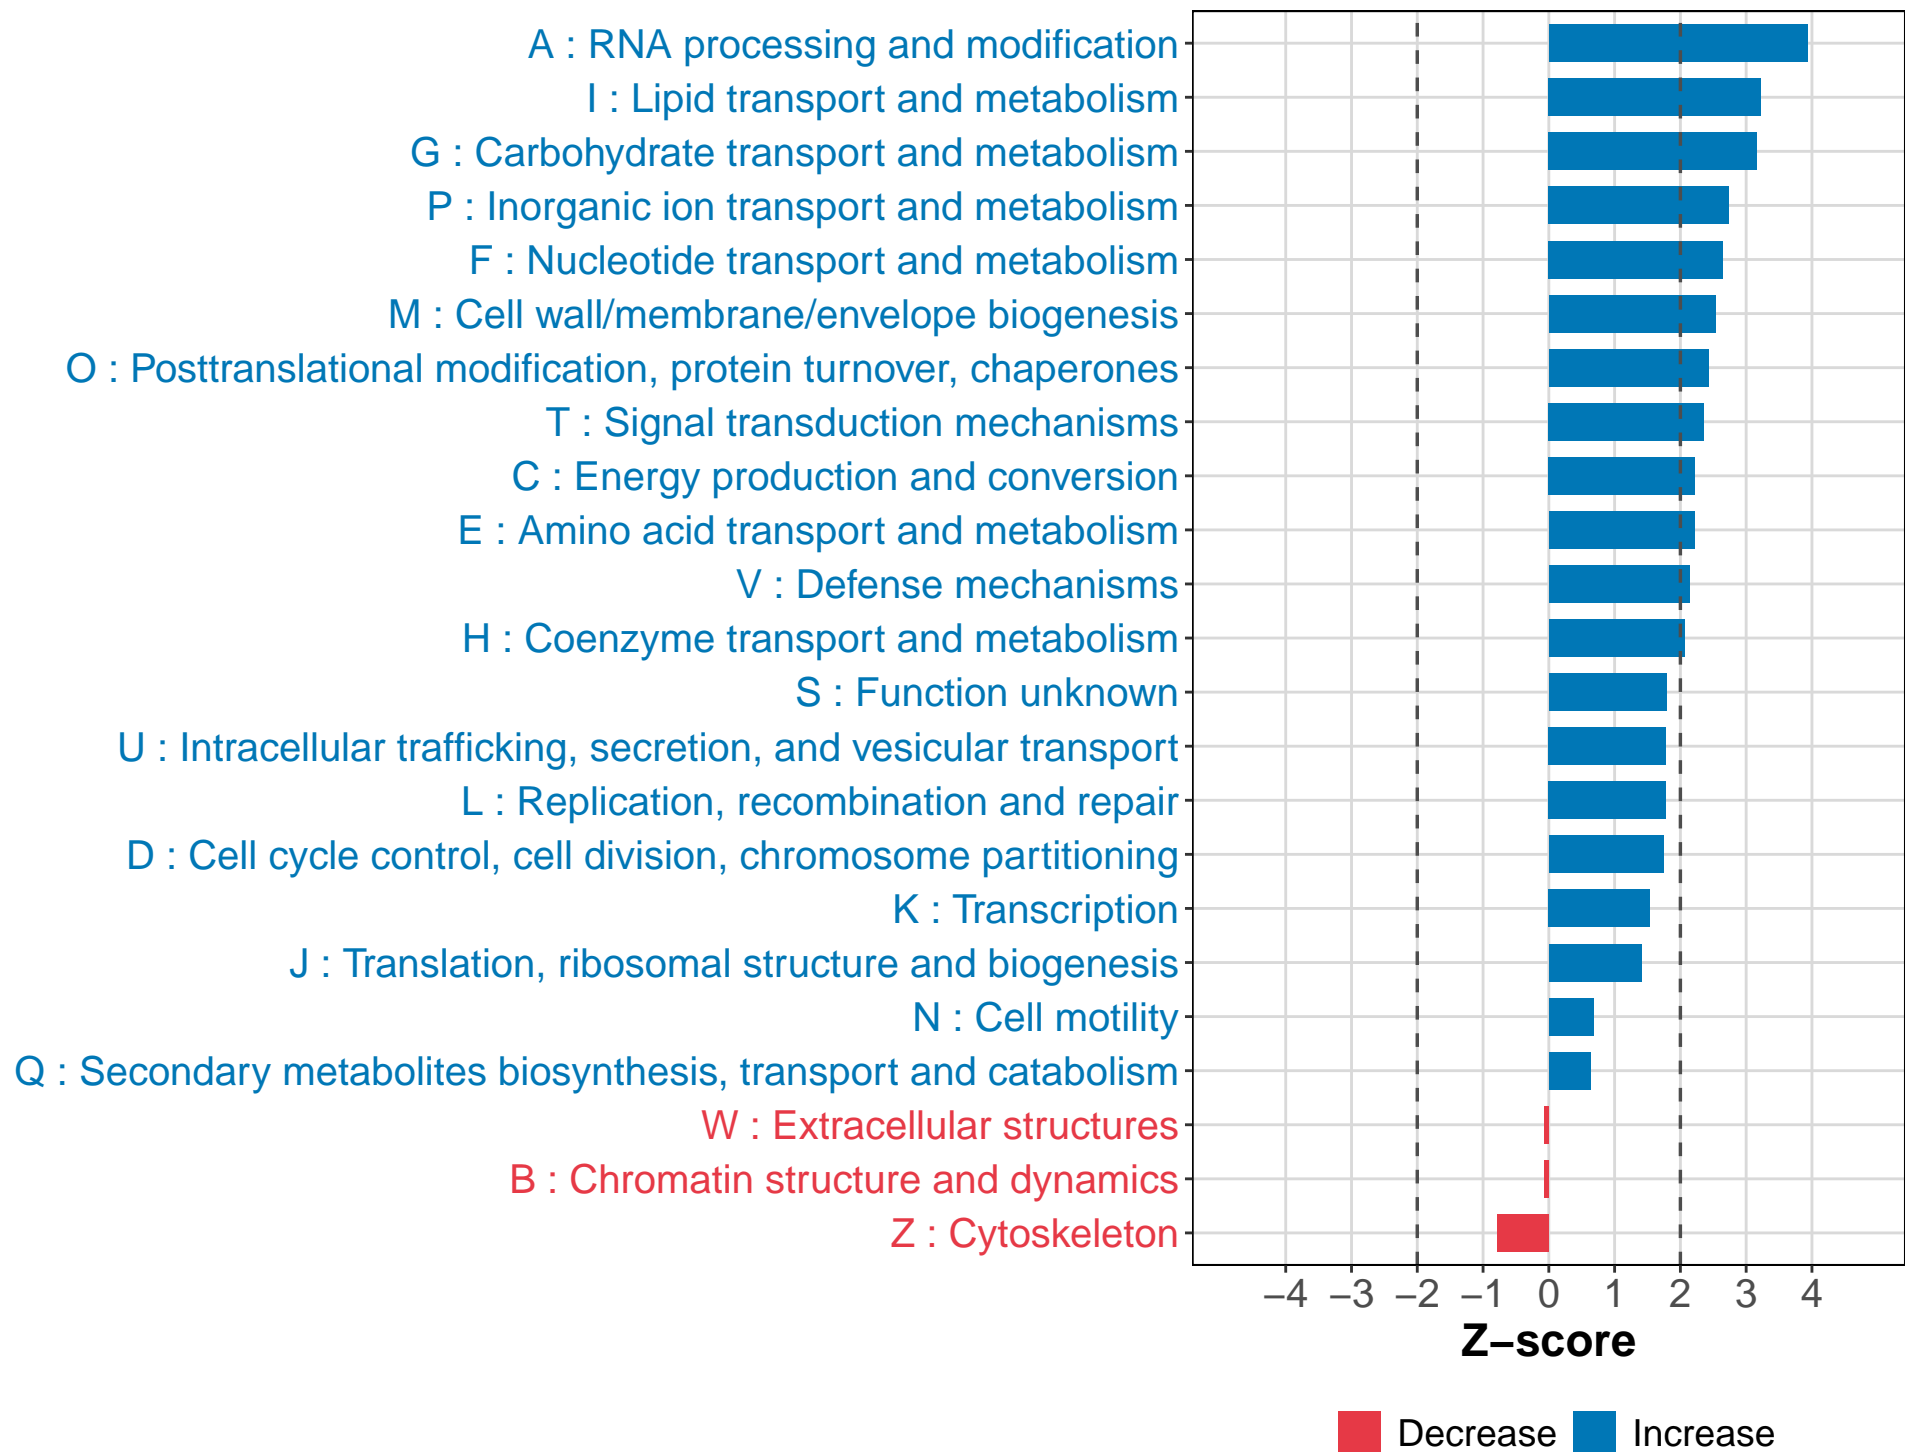 A : RNA processing and modification
I : Lipid transport and metabolism
G : Carbohydrate transport and metabolism
P : Inorganic ion transport and metabolism
F : Nucleotide transport and metabolism
M : Cell wall/membrane/envelope biogenesis
O : Posttranslational modification, protein turnover, chaperones
T : Signal transduction mechanisms
C : Energy production and conversion
E : Amino acid transport and metabolism
V : Defense mechanisms
H : Coenzyme transport and metabolism
S : Function unknown
U : Intracellular trafficking, secretion, and vesicular transport
L : Replication, recombination and repair
D : Cell cycle control, cell division, chromosome partitioning
K : Transcription
J : Translation, ribosomal structure and biogenesis
N : Cell motility
Q : Secondary metabolites biosynthesis, transport and catabolism
W : Extracellular structures
B : Chromatin structure and dynamics
Z : Cytoskeleton
−4 −3 −2 −1 0 1 2 3 4
Z−score
Decrease Increase